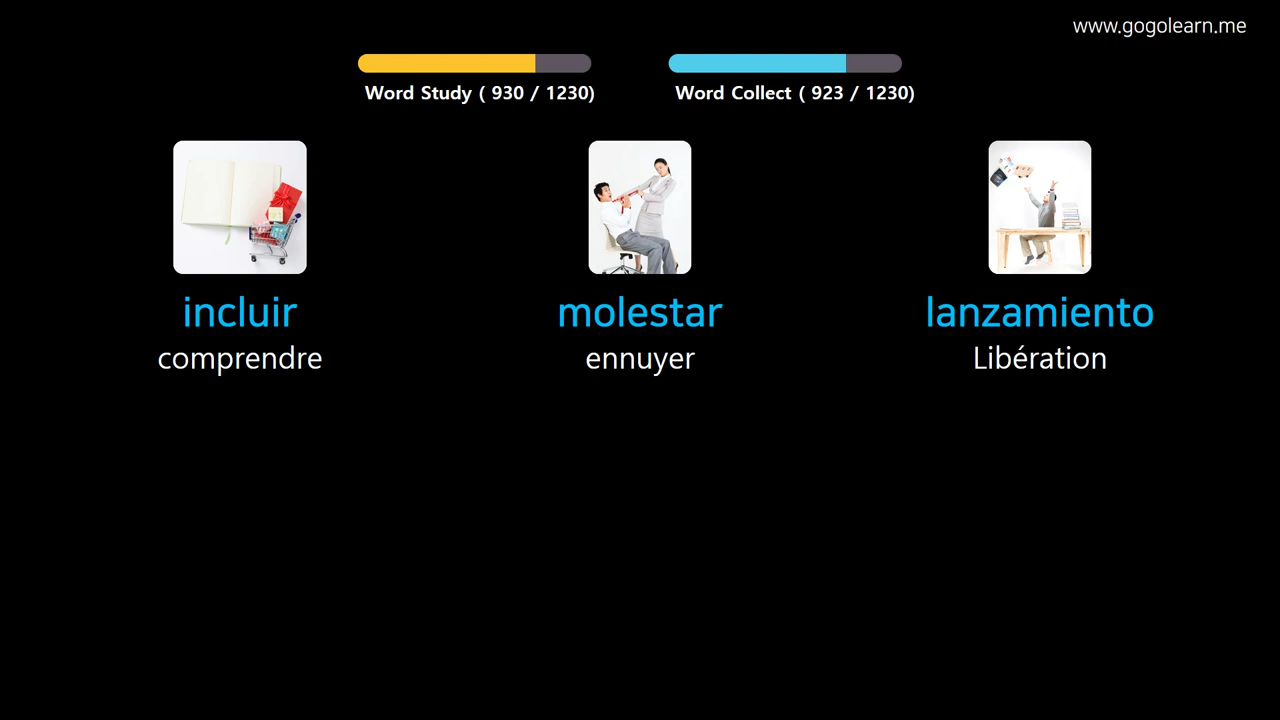 www.gogolearn.me
Word Study ( 930 / 1230)
Word Collect ( 923 / 1230)
incluir
comprendre
molestar
ennuyer
lanzamiento
Libération